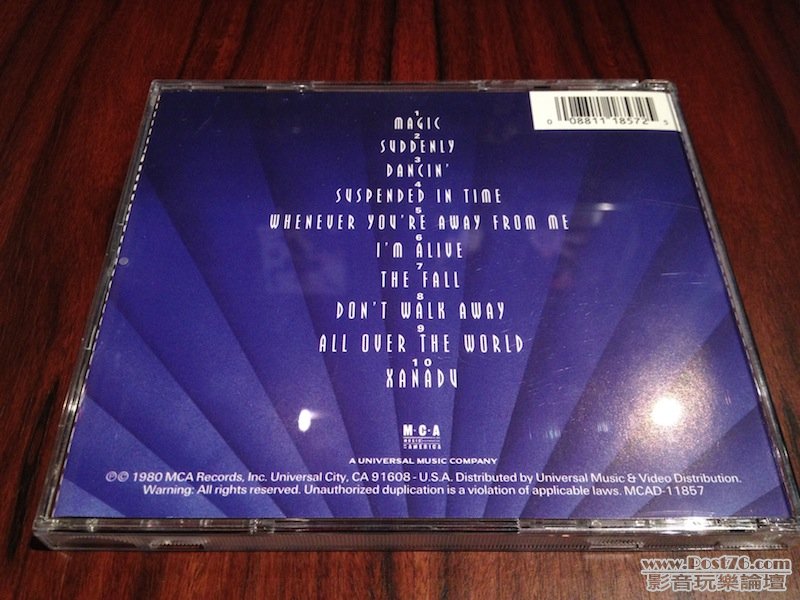 1
MAGIC
2
SUDDENLY
3
DANCIN'
4
SUSPENDED IN TIME
5
WHENEVER YOU'RE AWAY FROM ME
6
I'M ALIVE
7
THE FALL
8
DON'T WALK AWAY
9
ALL OVER THE WORLD
10
XANADU
0 08811 18572 5
M·C·A
MUSIC
AMERICA
A UNIVERSAL MUSIC COMPANY
℗© 1980 MCA Records, Inc. Universal City, CA 91608 - U.S.A. Distributed by Universal Music & Video Distribution.
Warning: All rights reserved. Unauthorized duplication is a violation of applicable laws. MCAD-11857
www.Post76.com
影音玩樂論壇